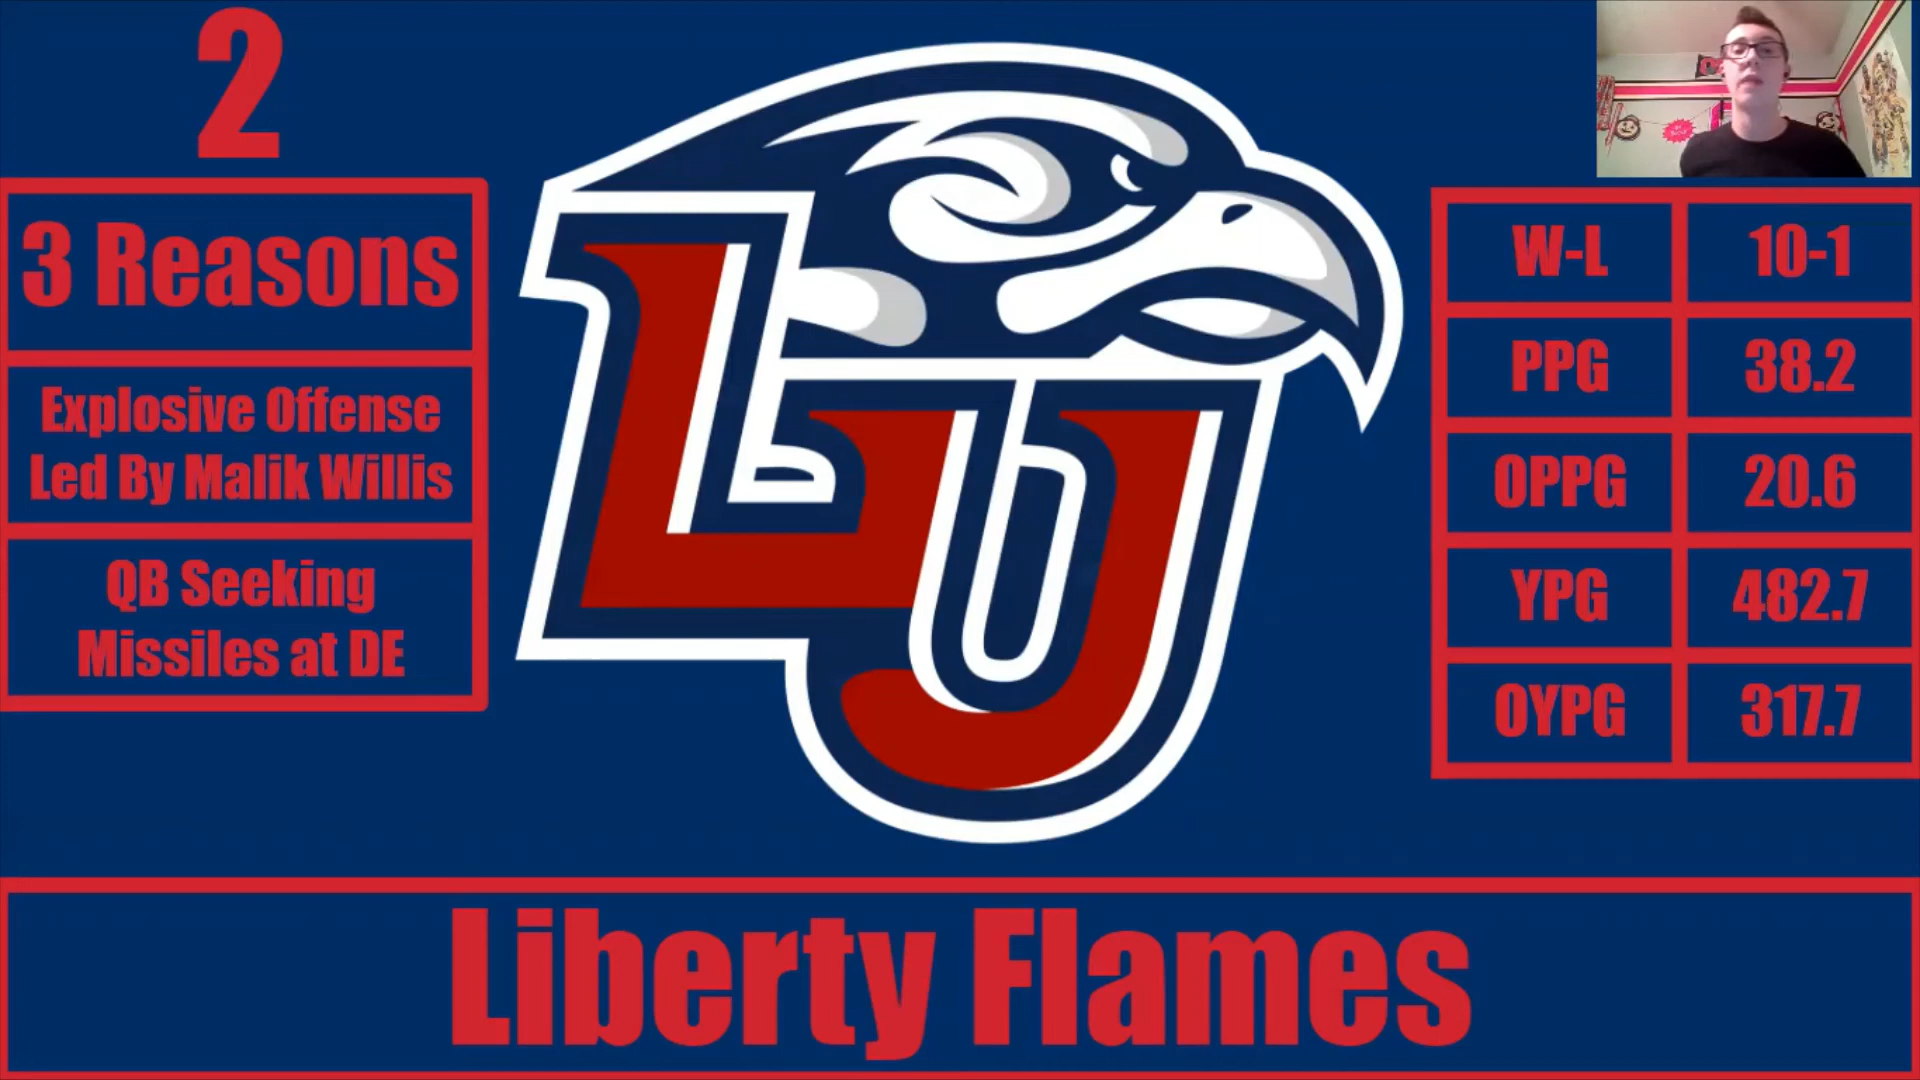 2
3 Reasons
Explosive Offense
Led By Malik Willis
QB Seeking
Missiles at DE
LU
W-L 10-1
PPG 38.2
OPPG 20.6
YPG 482.7
OYPG 317.7
Liberty Flames